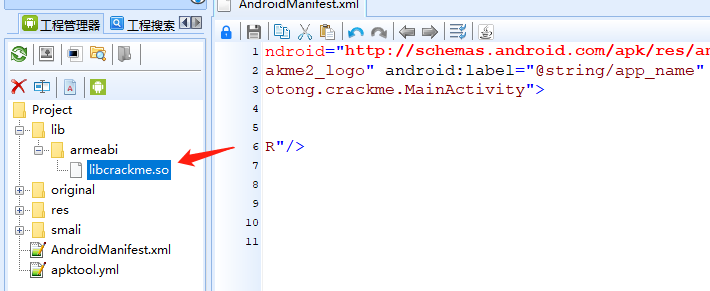 AndroidManifest.xml
工程管理器
工程搜索
Project
lib
armeabi
libcrackme.so
original
res
smali
AndroidManifest.xml
apktool.yml
1 ndroid="http://schemas.android.com/apk/res/an
2 akme2_logo" android:label="@string/app_name"
3 otong.crackme.MainActivity">
4
5
6 R"/>
7
8
9
10
11